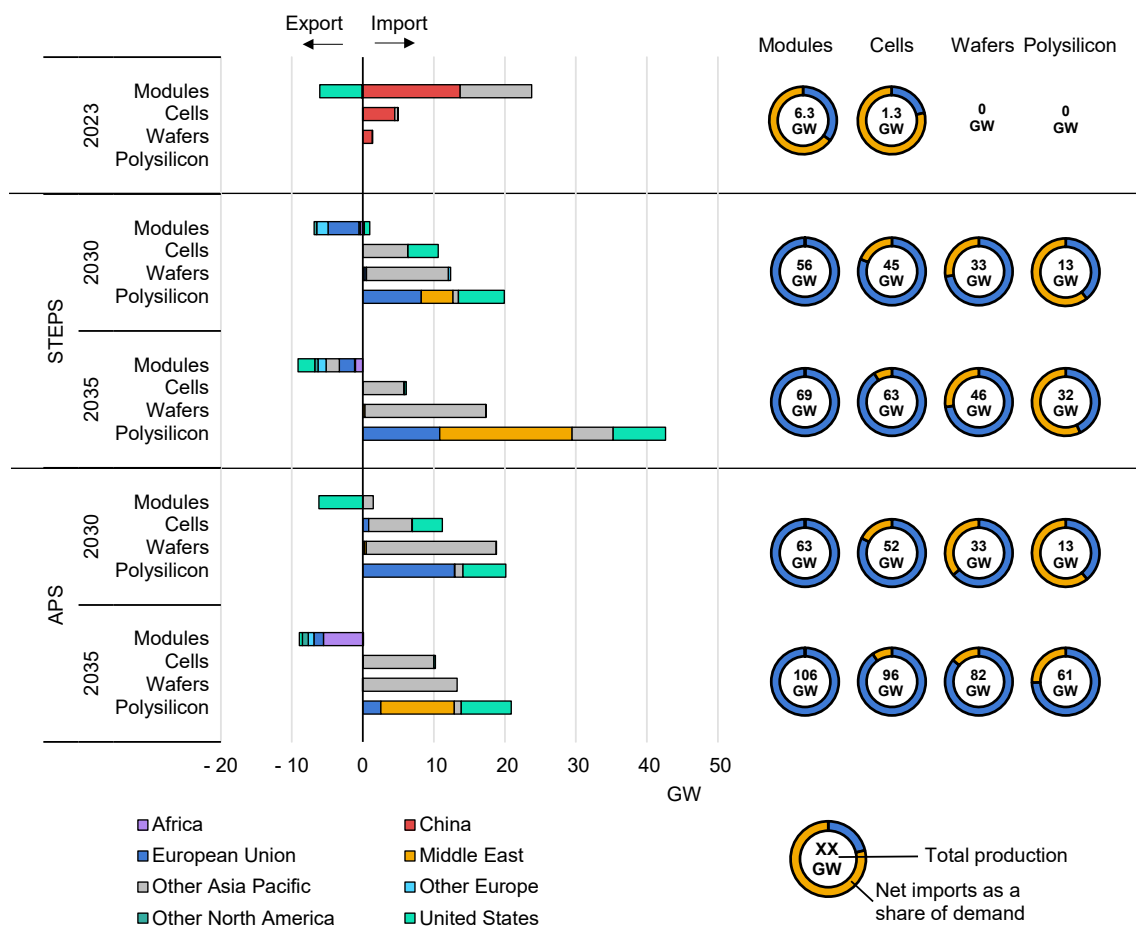 Export
Import
Modules
Cells
Wafers
Polysilicon
2023
Modules
Cells
Wafers
Polysilicon
6.3
GW
1.3
GW
0
GW
0
GW
STEPS
2030
Modules
Cells
Wafers
Polysilicon
56
GW
45
GW
33
GW
13
GW
2035
Modules
Cells
Wafers
Polysilicon
69
GW
63
GW
46
GW
32
GW
APS
2030
Modules
Cells
Wafers
Polysilicon
63
GW
52
GW
33
GW
13
GW
2035
Modules
Cells
Wafers
Polysilicon
106
GW
96
GW
82
GW
61
GW
- 20
- 10
0
10
20
30
40
50
GW
Africa
China
European Union
Middle East
Other Asia Pacific
Other Europe
Other North America
United States
XX
GW
Total production
Net imports as a
share of demand